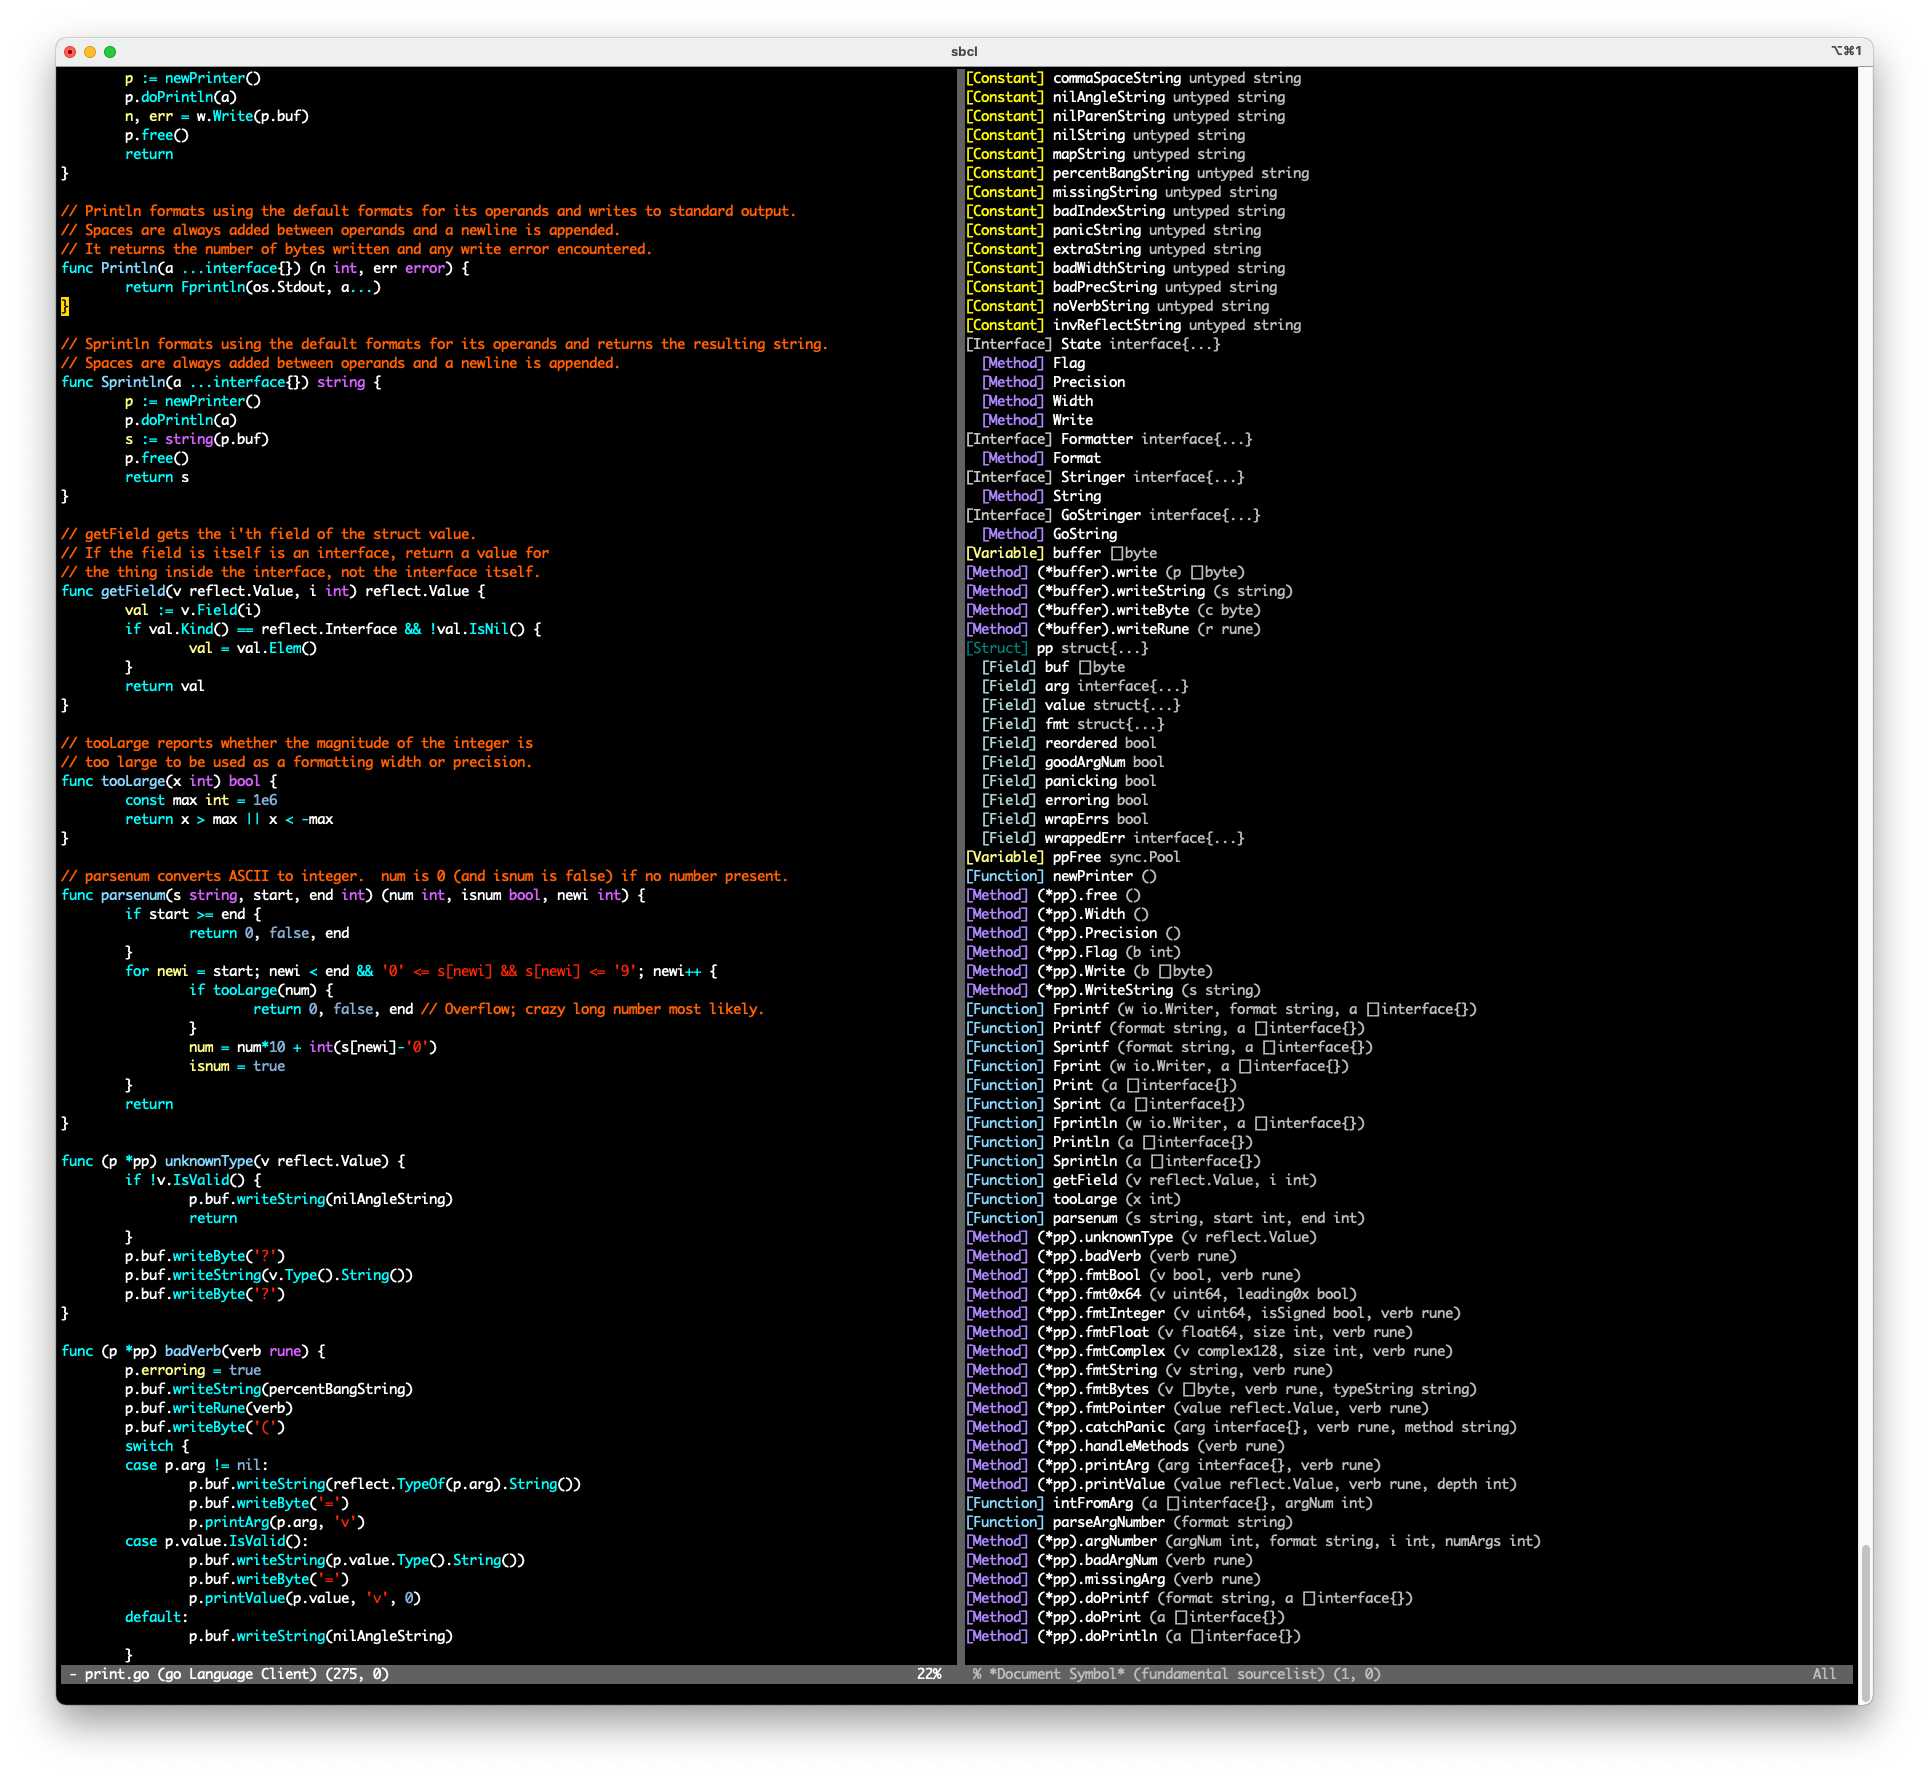 sbcl
⌥⌘1
        p := newPrinter()
        p.doPrintln(a)
        n, err = w.Write(p.buf)
        p.free()
        return
}

// Println formats using the default formats for its operands and writes to standard output.
// Spaces are always added between operands and a newline is appended.
// It returns the number of bytes written and any write error encountered.
func Println(a ...interface{}) (n int, err error) {
        return Fprintln(os.Stdout, a...)
}

// Sprintln formats using the default formats for its operands and returns the resulting string.
// Spaces are always added between operands and a newline is appended.
func Sprintln(a ...interface{}) string {
        p := newPrinter()
        p.doPrintln(a)
        s := string(p.buf)
        p.free()
        return s
}

// getField gets the i'th field of the struct value.
// If the field is itself is an interface, return a value for
// the thing inside the interface, not the interface itself.
func getField(v reflect.Value, i int) reflect.Value {
        val := v.Field(i)
        if val.Kind() == reflect.Interface && !val.IsNil() {
                val = val.Elem()
        }
        return val
}

// tooLarge reports whether the magnitude of the integer is
// too large to be used as a formatting width or precision.
func tooLarge(x int) bool {
        const max int = 1e6
        return x > max || x < -max
}

// parsenum converts ASCII to integer.  num is 0 (and isnum is false) if no number present.
func parsenum(s string, start, end int) (num int, isnum bool, newi int) {
        if start >= end {
                return 0, false, end
        }
        for newi = start; newi < end && '0' <= s[newi] && s[newi] <= '9'; newi++ {
                if tooLarge(num) {
                        return 0, false, end // Overflow; crazy long number most likely.
                }
                num = num*10 + int(s[newi]-'0')
                isnum = true
        }
        return
}

func (p *pp) unknownType(v reflect.Value) {
        if !v.IsValid() {
                p.buf.writeString(nilAngleString)
                return
        }
        p.buf.writeByte('?')
        p.buf.writeString(v.Type().String())
        p.buf.writeByte('?')
}

func (p *pp) badVerb(verb rune) {
        p.erroring = true
        p.buf.writeString(percentBangString)
        p.buf.writeRune(verb)
        p.buf.writeByte('(')
        switch {
        case p.arg != nil:
                p.buf.writeString(reflect.TypeOf(p.arg).String())
                p.buf.writeByte('=')
                p.printArg(p.arg, 'v')
        case p.value.IsValid():
                p.buf.writeString(p.value.Type().String())
                p.buf.writeByte('=')
                p.printValue(p.value, 'v', 0)
        default:
                p.buf.writeString(nilAngleString)
        }
- print.go (go Language Client) (275, 0) 22%
[Constant] commaSpaceString untyped string
[Constant] nilAngleString untyped string
[Constant] nilParenString untyped string
[Constant] nilString untyped string
[Constant] mapString untyped string
[Constant] percentBangString untyped string
[Constant] missingString untyped string
[Constant] badIndexString untyped string
[Constant] panicString untyped string
[Constant] extraString untyped string
[Constant] badWidthString untyped string
[Constant] badPrecString untyped string
[Constant] noVerbString untyped string
[Constant] invReflectString untyped string
[Interface] State interface{...}
  [Method] Flag
  [Method] Precision
  [Method] Width
  [Method] Write
[Interface] Formatter interface{...}
  [Method] Format
[Interface] Stringer interface{...}
  [Method] String
[Interface] GoStringer interface{...}
  [Method] GoString
[Variable] buffer []byte
[Method] (*buffer).write (p []byte)
[Method] (*buffer).writeString (s string)
[Method] (*buffer).writeByte (c byte)
[Method] (*buffer).writeRune (r rune)
[Struct] pp struct{...}
  [Field] buf []byte
  [Field] arg interface{...}
  [Field] value struct{...}
  [Field] fmt struct{...}
  [Field] reordered bool
  [Field] goodArgNum bool
  [Field] panicking bool
  [Field] erroring bool
  [Field] wrapErrs bool
  [Field] wrappedErr interface{...}
[Variable] ppFree sync.Pool
[Function] newPrinter ()
[Method] (*pp).free ()
[Method] (*pp).Width ()
[Method] (*pp).Precision ()
[Method] (*pp).Flag (b int)
[Method] (*pp).Write (b []byte)
[Method] (*pp).WriteString (s string)
[Function] Fprintf (w io.Writer, format string, a []interface{})
[Function] Printf (format string, a []interface{})
[Function] Sprintf (format string, a []interface{})
[Function] Fprint (w io.Writer, a []interface{})
[Function] Print (a []interface{})
[Function] Sprint (a []interface{})
[Function] Fprintln (w io.Writer, a []interface{})
[Function] Println (a []interface{})
[Function] Sprintln (a []interface{})
[Function] getField (v reflect.Value, i int)
[Function] tooLarge (x int)
[Function] parsenum (s string, start int, end int)
[Method] (*pp).unknownType (v reflect.Value)
[Method] (*pp).badVerb (verb rune)
[Method] (*pp).fmtBool (v bool, verb rune)
[Method] (*pp).fmt0x64 (v uint64, leading0x bool)
[Method] (*pp).fmtInteger (v uint64, isSigned bool, verb rune)
[Method] (*pp).fmtFloat (v float64, size int, verb rune)
[Method] (*pp).fmtComplex (v complex128, size int, verb rune)
[Method] (*pp).fmtString (v string, verb rune)
[Method] (*pp).fmtBytes (v []byte, verb rune, typeString string)
[Method] (*pp).fmtPointer (value reflect.Value, verb rune)
[Method] (*pp).catchPanic (arg interface{}, verb rune, method string)
[Method] (*pp).handleMethods (verb rune)
[Method] (*pp).printArg (arg interface{}, verb rune)
[Method] (*pp).printValue (value reflect.Value, verb rune, depth int)
[Function] intFromArg (a []interface{}, argNum int)
[Function] parseArgNumber (format string)
[Method] (*pp).argNumber (argNum int, format string, i int, numArgs int)
[Method] (*pp).badArgNum (verb rune)
[Method] (*pp).missingArg (verb rune)
[Method] (*pp).doPrintf (format string, a []interface{})
[Method] (*pp).doPrint (a []interface{})
[Method] (*pp).doPrintln (a []interface{})
% *Document Symbol* (fundamental sourcelist) (1, 0) All